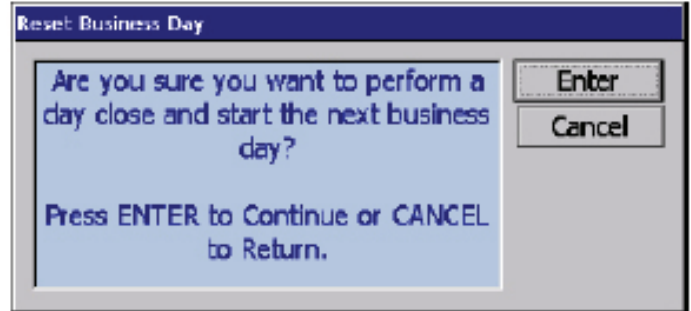 Reset Business Day
Are you sure you want to perform a
day close and start the next business
day?
Press ENTER to Continue or CANCEL
to Return.
Enter
Cancel